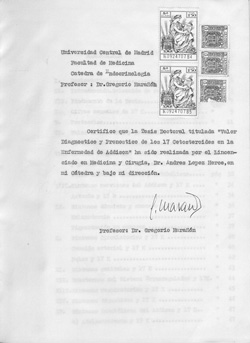 Universidad Central de Madrid
Facultad de Medicina
Catedra de Endocrinologia
Profesor : Dr.Gregorio Marañón
Certifico que la Tesis Doctoral titulada "Valor
Diagnostico y Pronostico de los 17 Cetosteroides en la
Enfermedad de Addison" ha sido realizada por el Licen-
ciado en Medicina y Cirugia, Dr. Andres Lopez Herce, en
mi Cátedra y bajo mi dirección.
Profesor: Dr. Gregorio Marañón